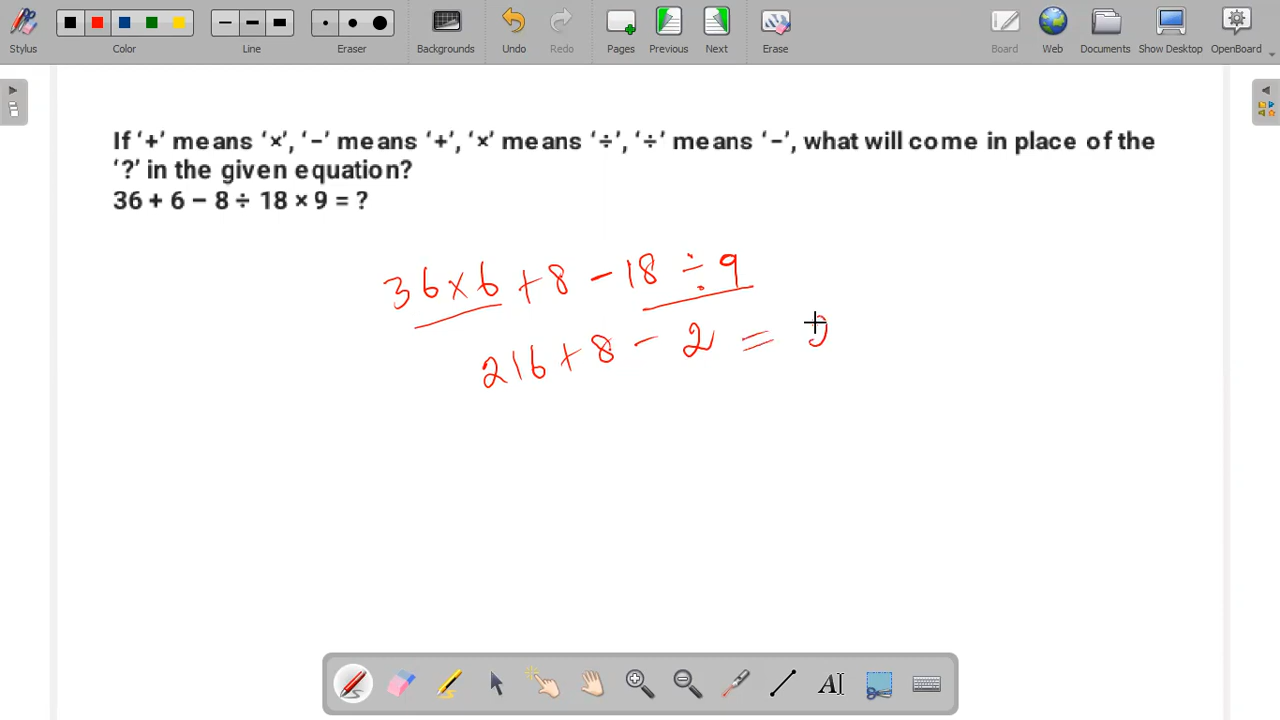 Stylus Color Line Eraser Backgrounds Undo Redo Pages Previous Next Erase Board Web Documents Show Desktop OpenBoard
If ‘+’ means ‘×’, ‘−’ means ‘+’, ‘×’ means ‘÷’, ‘÷’ means ‘−’, what will come in place of the
‘?’ in the given equation?
36 + 6 − 8 ÷ 18 × 9 = ?
36 × 6 + 8 − 18 ÷ 9
216 + 8 − 2 =